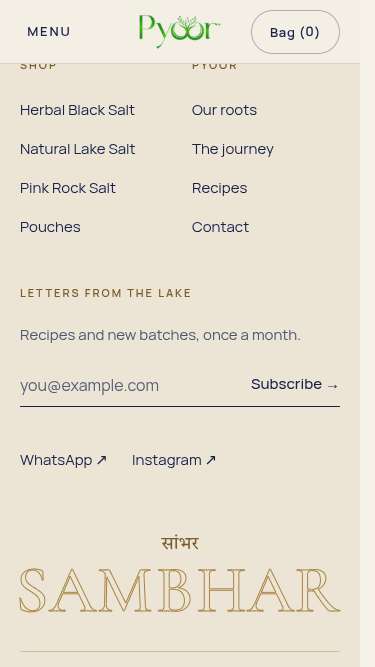 MENU
Pyoor™
Bag (0)
SHOP
PYOOR
Herbal Black Salt
Our roots
Natural Lake Salt
The journey
Pink Rock Salt
Recipes
Pouches
Contact
LETTERS FROM THE LAKE
Recipes and new batches, once a month.
you@example.com
Subscribe →
WhatsApp ↗
Instagram ↗
सांभर
SAMBHAR